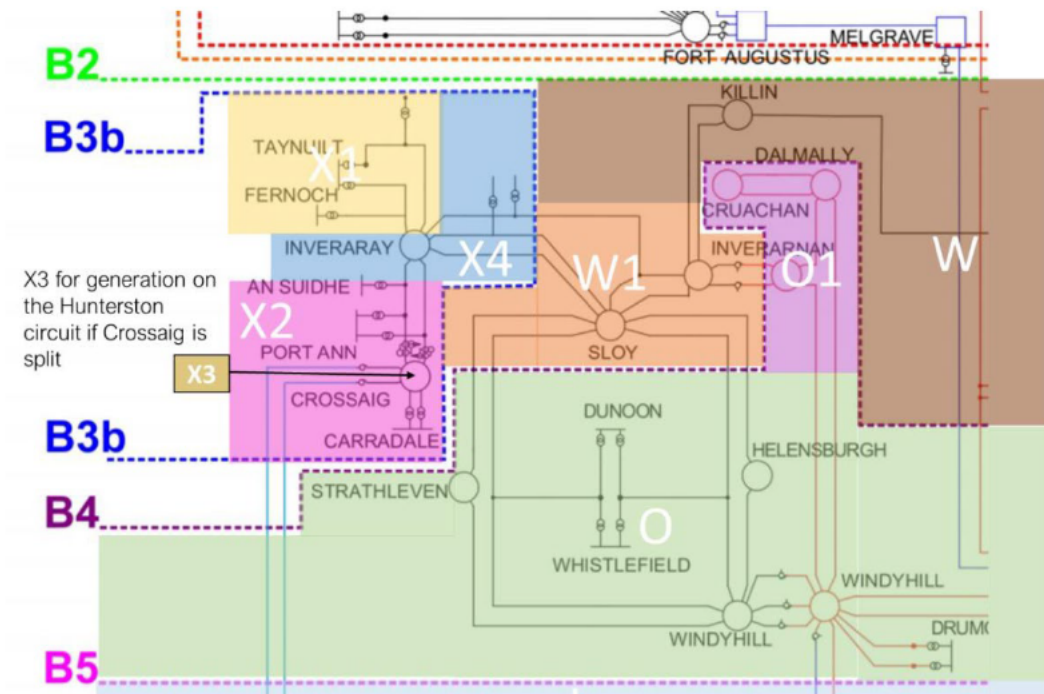 MELGRAVE
FORT AUGUSTUS
B2
KILLIN
B3b
TAYNUILT
X1
DALMALLY
FERNOCH
CRUACHAN
INVERARAY
X4
W1
INVERARNAN
O1
W
X3 for generation on
the Hunterston
circuit if Crossaig is
split
AN SUIDHE
X2
PORT ANN
SLOY
X3
CROSSAIG
DUNOON
B3b
CARRADALE
HELENSBURGH
STRATHLEVEN
B4
O
WHISTLEFIELD
WINDYHILL
WINDYHILL
B5